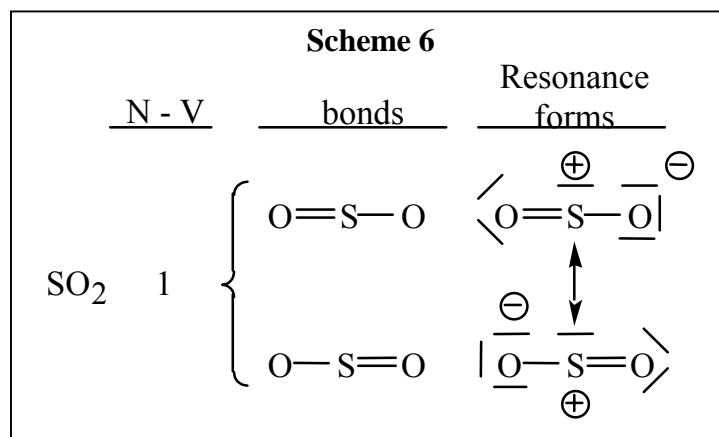 Scheme 6
N - V bonds Resonance forms
⊕ ⊖
O=S—O O=S—O
SO2 1
⊖
O—S=O O—S=O
⊕